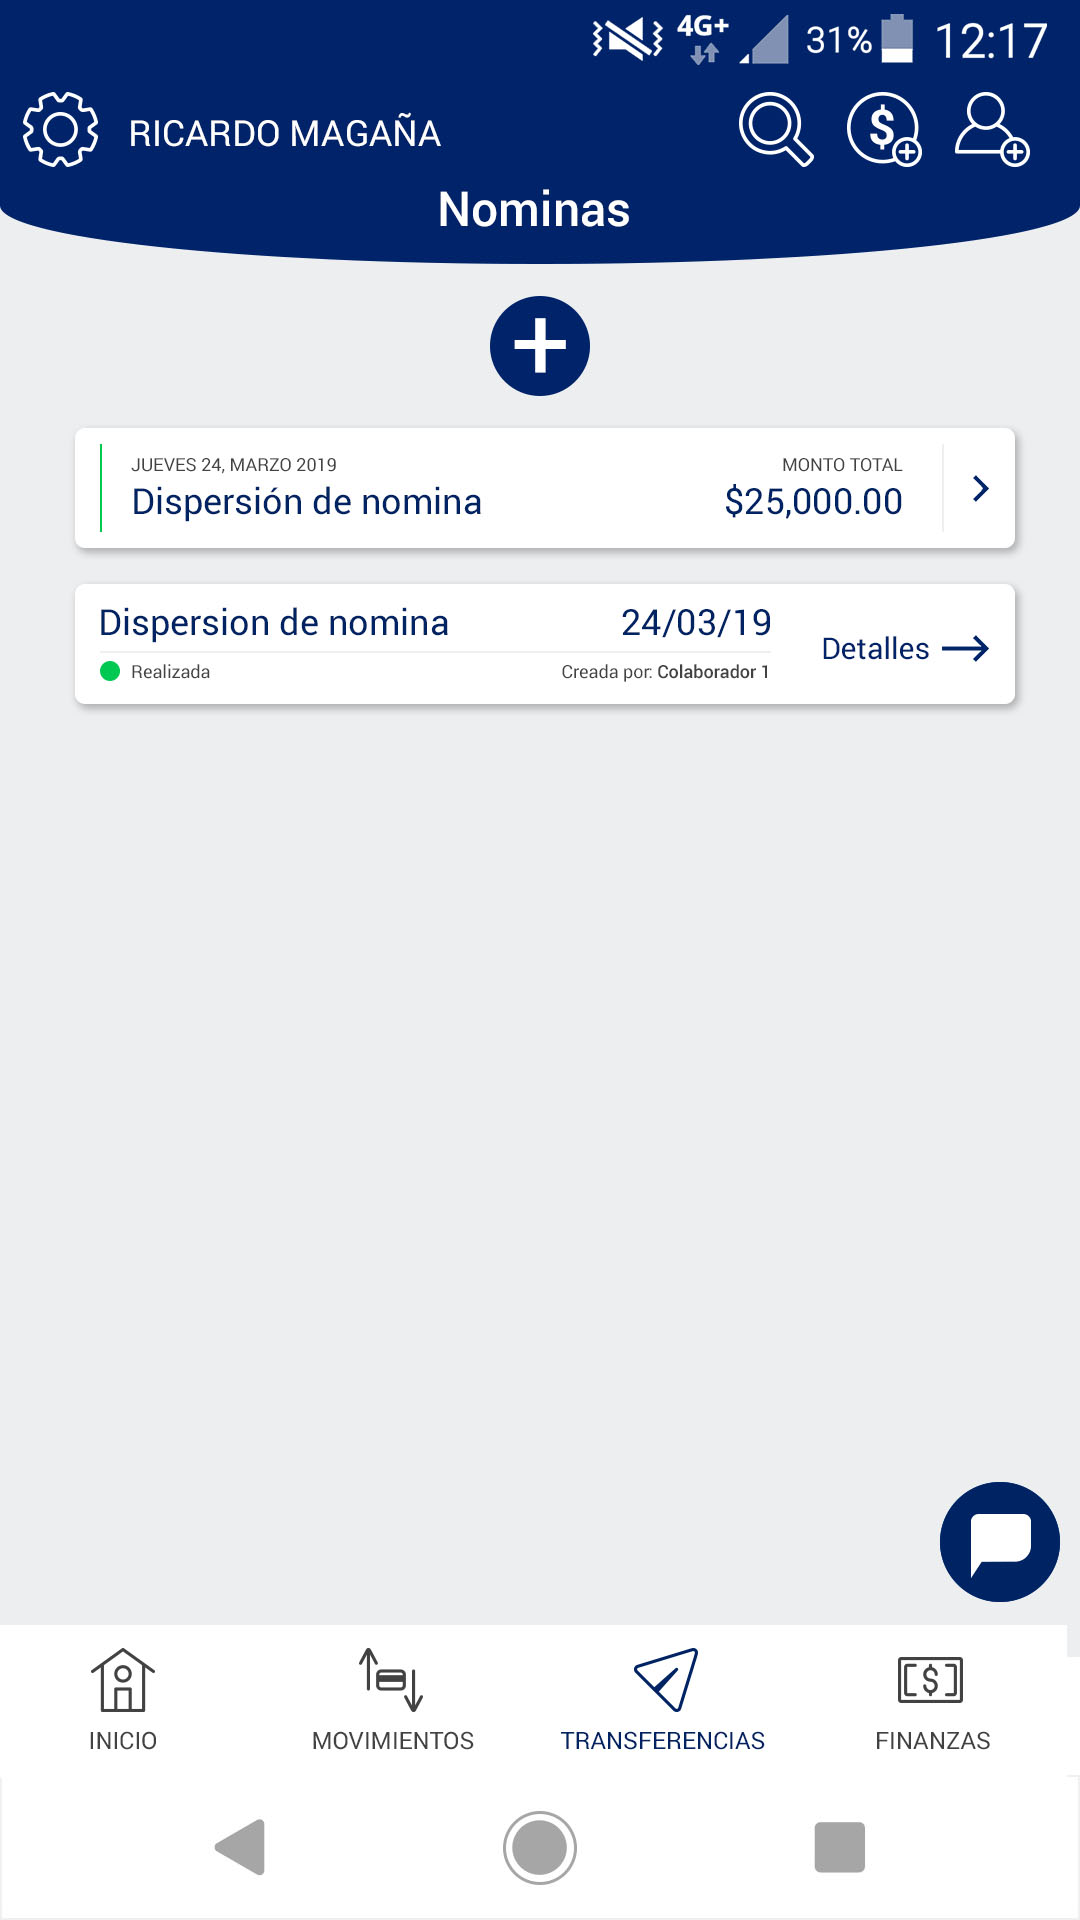 4G+ 31% 12:17
RICARDO MAGAÑA
Nominas
JUEVES 24, MARZO 2019 MONTO TOTAL
Dispersión de nomina $25,000.00
Dispersion de nomina 24/03/19
Detalles
Realizada Creada por: Colaborador 1
INICIO MOVIMIENTOS TRANSFERENCIAS FINANZAS